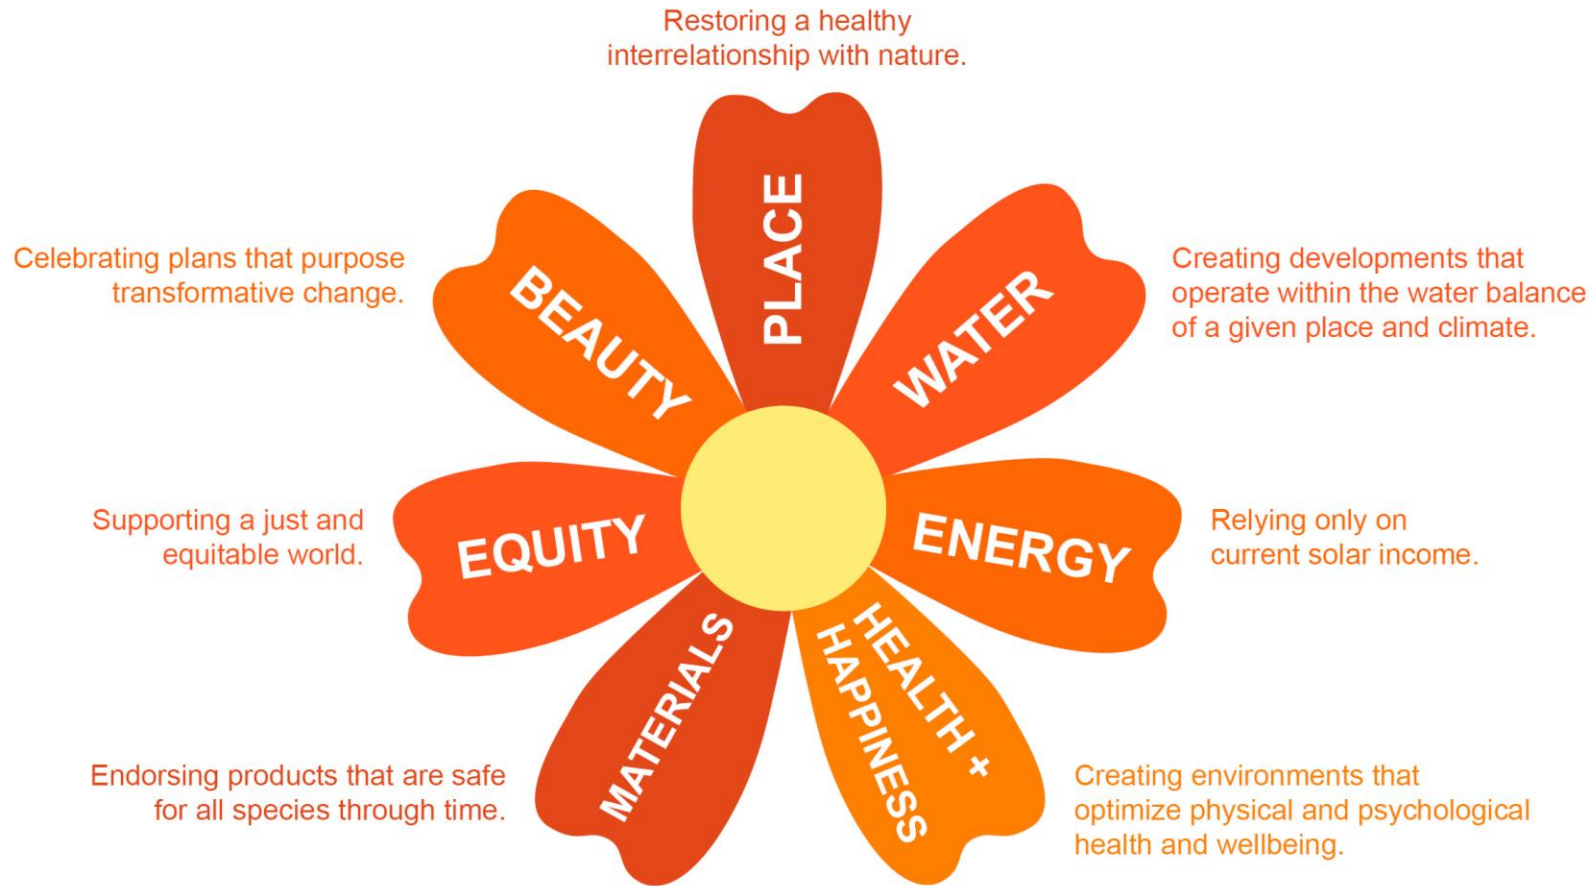 Restoring a healthy
interrelationship with nature.
PLACE
Celebrating plans that purpose
transformative change.
BEAUTY
WATER
Creating developments that
operate within the water balance
of a given place and climate.
Supporting a just and
equitable world.
EQUITY
ENERGY
Relying only on
current solar income.
Endorsing products that are safe
for all species through time.
MATERIALS
HEALTH +
HAPPINESS
Creating environments that
optimize physical and psychological
health and wellbeing.